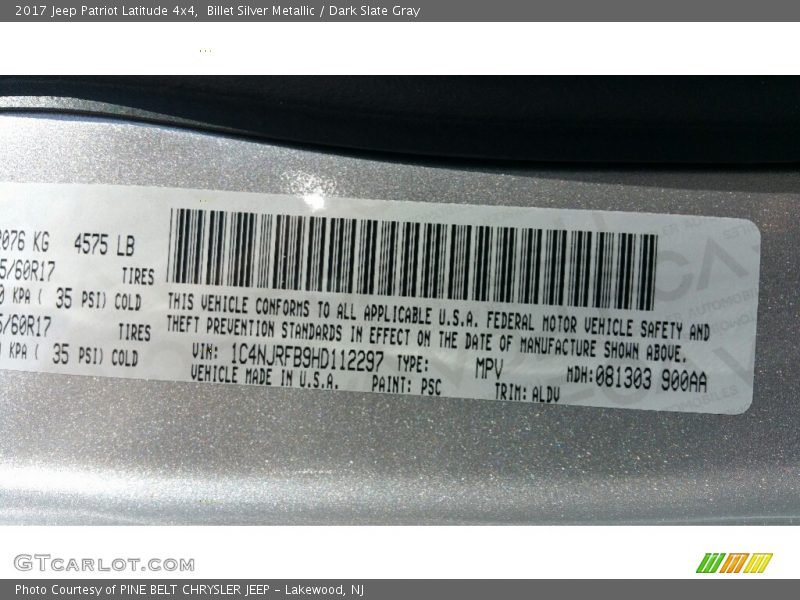 2017 Jeep Patriot Latitude 4x4,  Billet Silver Metallic / Dark Slate Gray
076 KG 4575 LB
5/60R17 TIRES
0 KPA ( 35 PSI) COLD
5/60R17 TIRES
KPA ( 35 PSI) COLD
THIS VEHICLE CONFORMS TO ALL APPLICABLE U.S.A. FEDERAL MOTOR VEHICLE SAFETY AND
THEFT PREVENTION STANDARDS IN EFFECT ON THE DATE OF MANUFACTURE SHOWN ABOVE.
VIN: 1C4NJRFB9HD112297 TYPE: MPV MDH:081303 900AA
VEHICLE MADE IN U.S.A. PAINT: PSC TRIM: ALDV
GTCarLot.com
Photo Courtesy of PINE BELT CHRYSLER JEEP - Lakewood, NJ